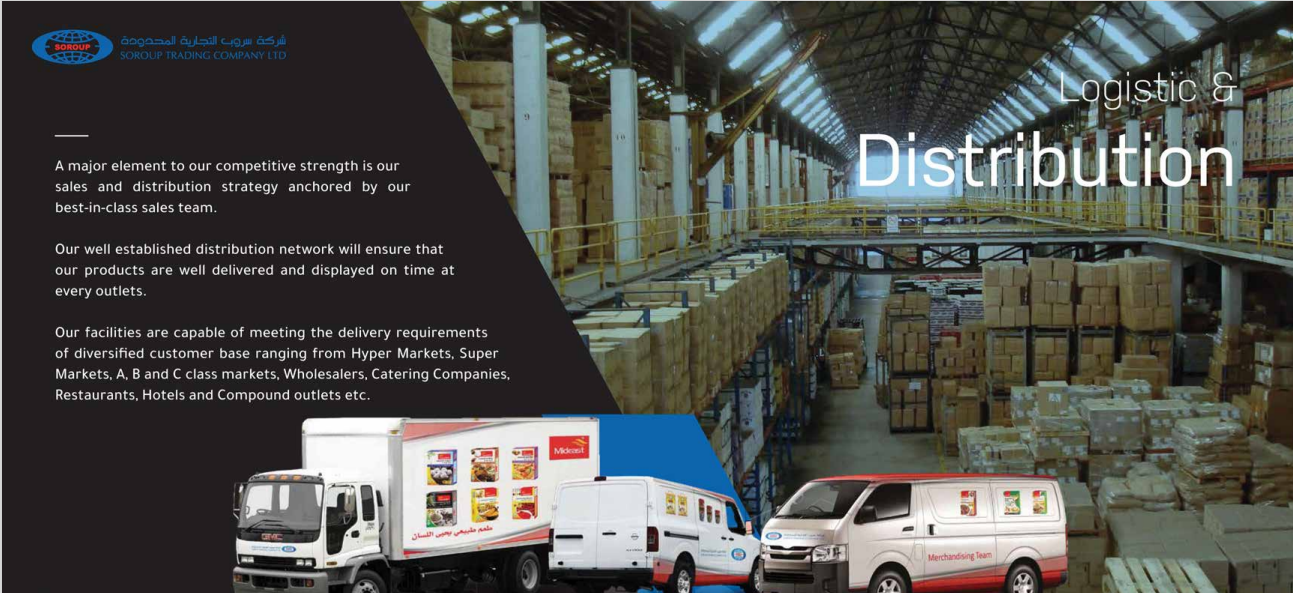 SOROUP
شركة سروب التجارية المحدودة
SOROUP TRADING COMPANY LTD
Logistic &
Distribution
A major element to our competitive strength is our
sales and distribution strategy anchored by our
best-in-class sales team.
Our well established distribution network will ensure that
our products are well delivered and displayed on time at
every outlets.
Our facilities are capable of meeting the delivery requirements
of diversified customer base ranging from Hyper Markets, Super
Markets, A, B and C class markets, Wholesalers, Catering Companies,
Restaurants, Hotels and Compound outlets etc.
9
10
Mideast
GMC
Merchandising Team